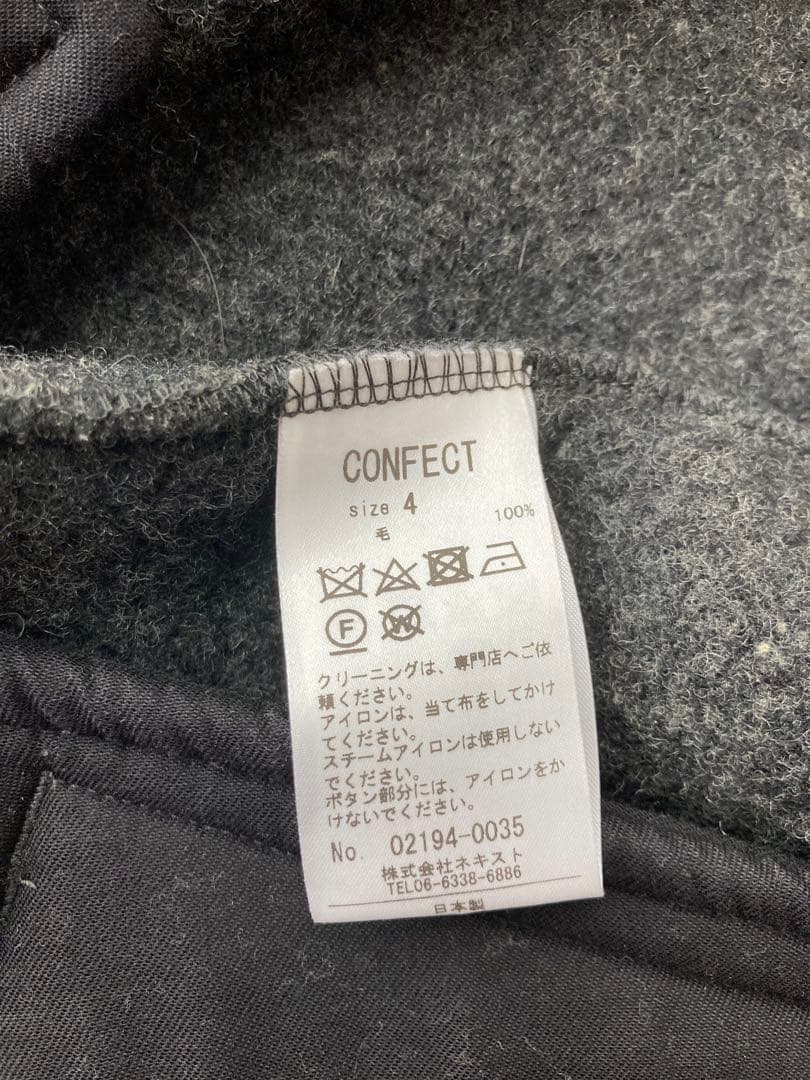 CONFECT
size 4
毛 100%
F W
クリーニングは、専門店へご依
頼ください。
アイロンは、当て布をしてかけ
てください。
スチームアイロンは使用しない
でください。
ボタン部分には、アイロンをか
けないでください。
No. 02194-0035
株式会社ネキスト
TEL06-6338-6886
日本製